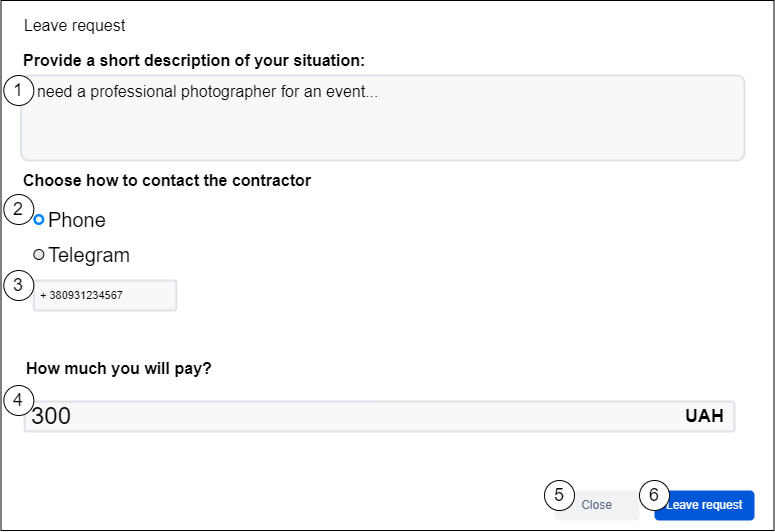 Leave request
Provide a short description of your situation:
1 need a professional photographer for an event...
Choose how to contact the contractor
2 Phone
Telegram
3 + 380931234567
How much you will pay?
4 300 UAH
5 Close 6 Leave request